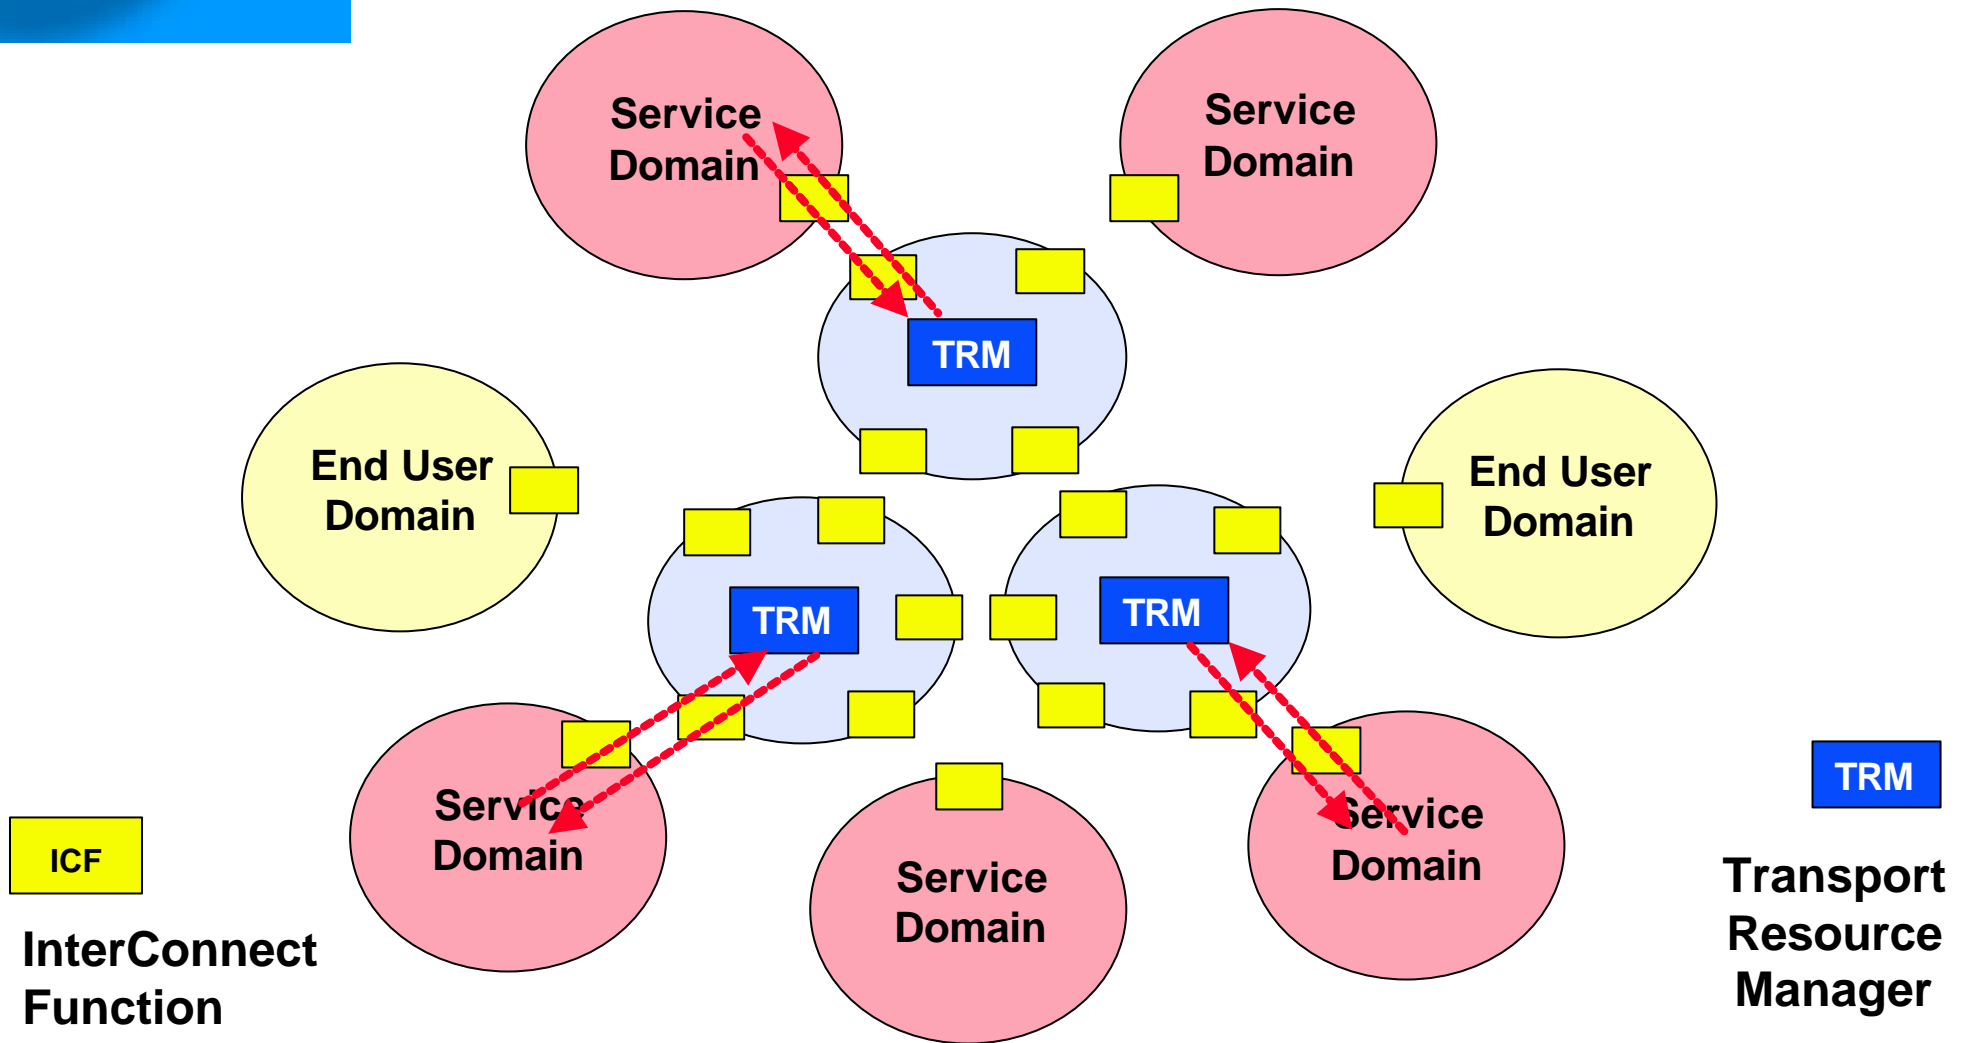 Service
Domain
Service
Domain
TRM
End User
Domain
End User
Domain
TRM
TRM
Service
Domain
Service
Domain
Service
Domain
ICF
InterConnect
Function
TRM
Transport
Resource
Manager